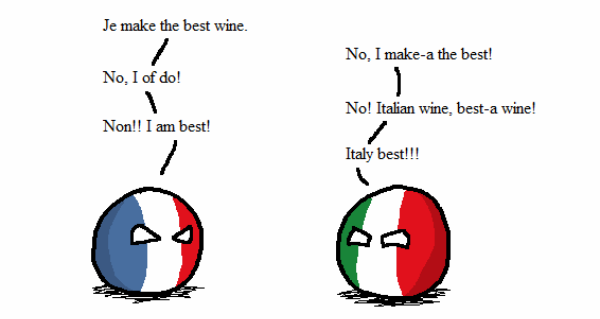 Je make the best wine.
No, I make-a the best!
No, I of do!
No! Italian wine, best-a wine!
Non!! I am best!
Italy best!!!